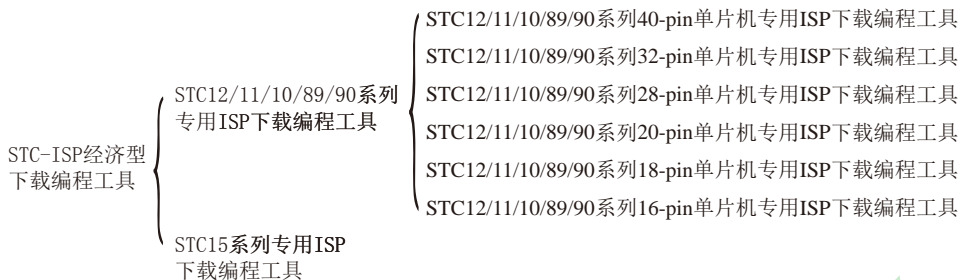 STC-ISP经济型
下载编程工具
STC12/11/10/89/90系列
专用ISP下载编程工具
STC12/11/10/89/90系列40-pin单片机专用ISP下载编程工具
STC12/11/10/89/90系列32-pin单片机专用ISP下载编程工具
STC12/11/10/89/90系列28-pin单片机专用ISP下载编程工具
STC12/11/10/89/90系列20-pin单片机专用ISP下载编程工具
STC12/11/10/89/90系列18-pin单片机专用ISP下载编程工具
STC12/11/10/89/90系列16-pin单片机专用ISP下载编程工具
STC15系列专用ISP
下载编程工具